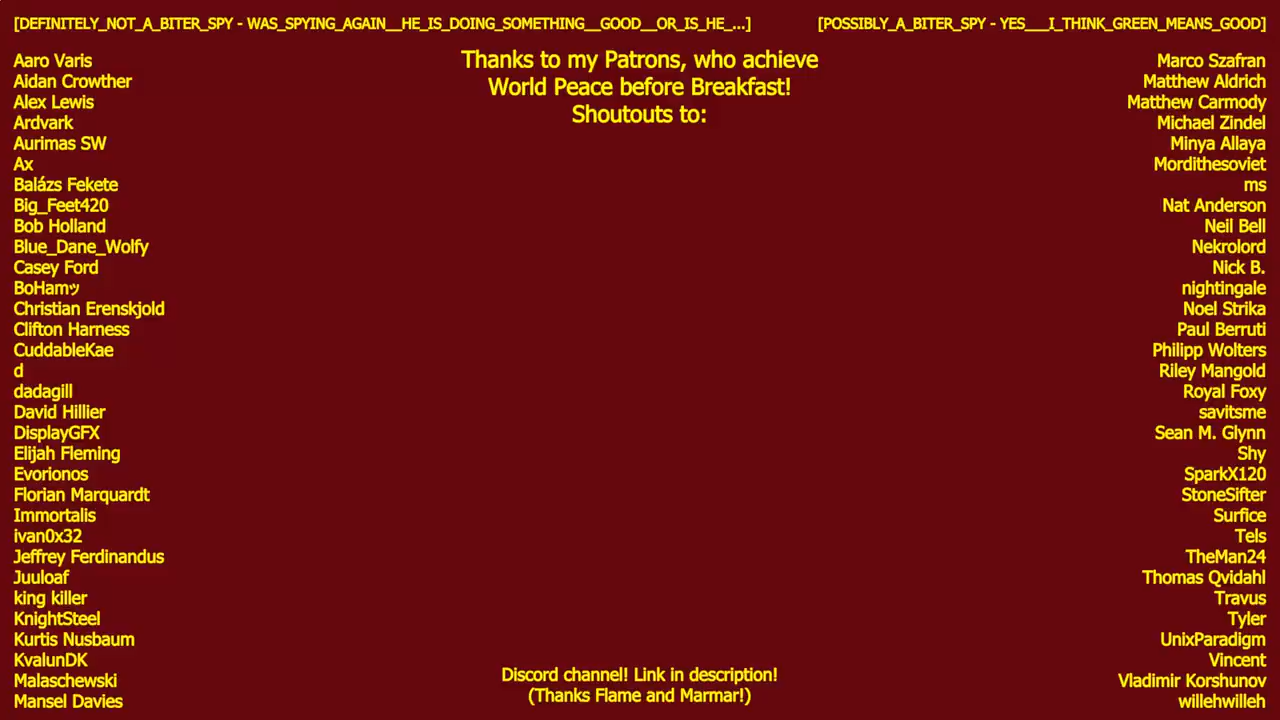 [DEFINITELY_NOT_A_BITER_SPY - WAS_SPYING_AGAIN__HE_IS_DOING_SOMETHING__GOOD__OR_IS_HE_...]
[POSSIBLY_A_BITER_SPY - YES___I_THINK_GREEN_MEANS_GOOD]
Thanks to my Patrons, who achieve
World Peace before Breakfast!
Shoutouts to:
Aaro Varis
Aidan Crowther
Alex Lewis
Ardvark
Aurimas SW
Ax
Balázs Fekete
Big_Feet420
Bob Holland
Blue_Dane_Wolfy
Casey Ford
BoHamッ
Christian Erenskjold
Clifton Harness
CuddableKae
d
dadagill
David Hillier
DisplayGFX
Elijah Fleming
Evorionos
Florian Marquardt
Immortalis
ivan0x32
Jeffrey Ferdinandus
Juuloaf
king killer
KnightSteel
Kurtis Nusbaum
KvalunDK
Malaschewski
Mansel Davies
Marco Szafran
Matthew Aldrich
Matthew Carmody
Michael Zindel
Minya Allaya
Mordithesoviet
ms
Nat Anderson
Neil Bell
Nekrolord
Nick B.
nightingale
Noel Strika
Paul Berruti
Philipp Wolters
Riley Mangold
Royal Foxy
savitsme
Sean M. Glynn
Shy
SparkX120
StoneSifter
Surfice
Tels
TheMan24
Thomas Qvidahl
Travus
Tyler
UnixParadigm
Vincent
Vladimir Korshunov
willehwilleh
Discord channel! Link in description!
(Thanks Flame and Marmar!)